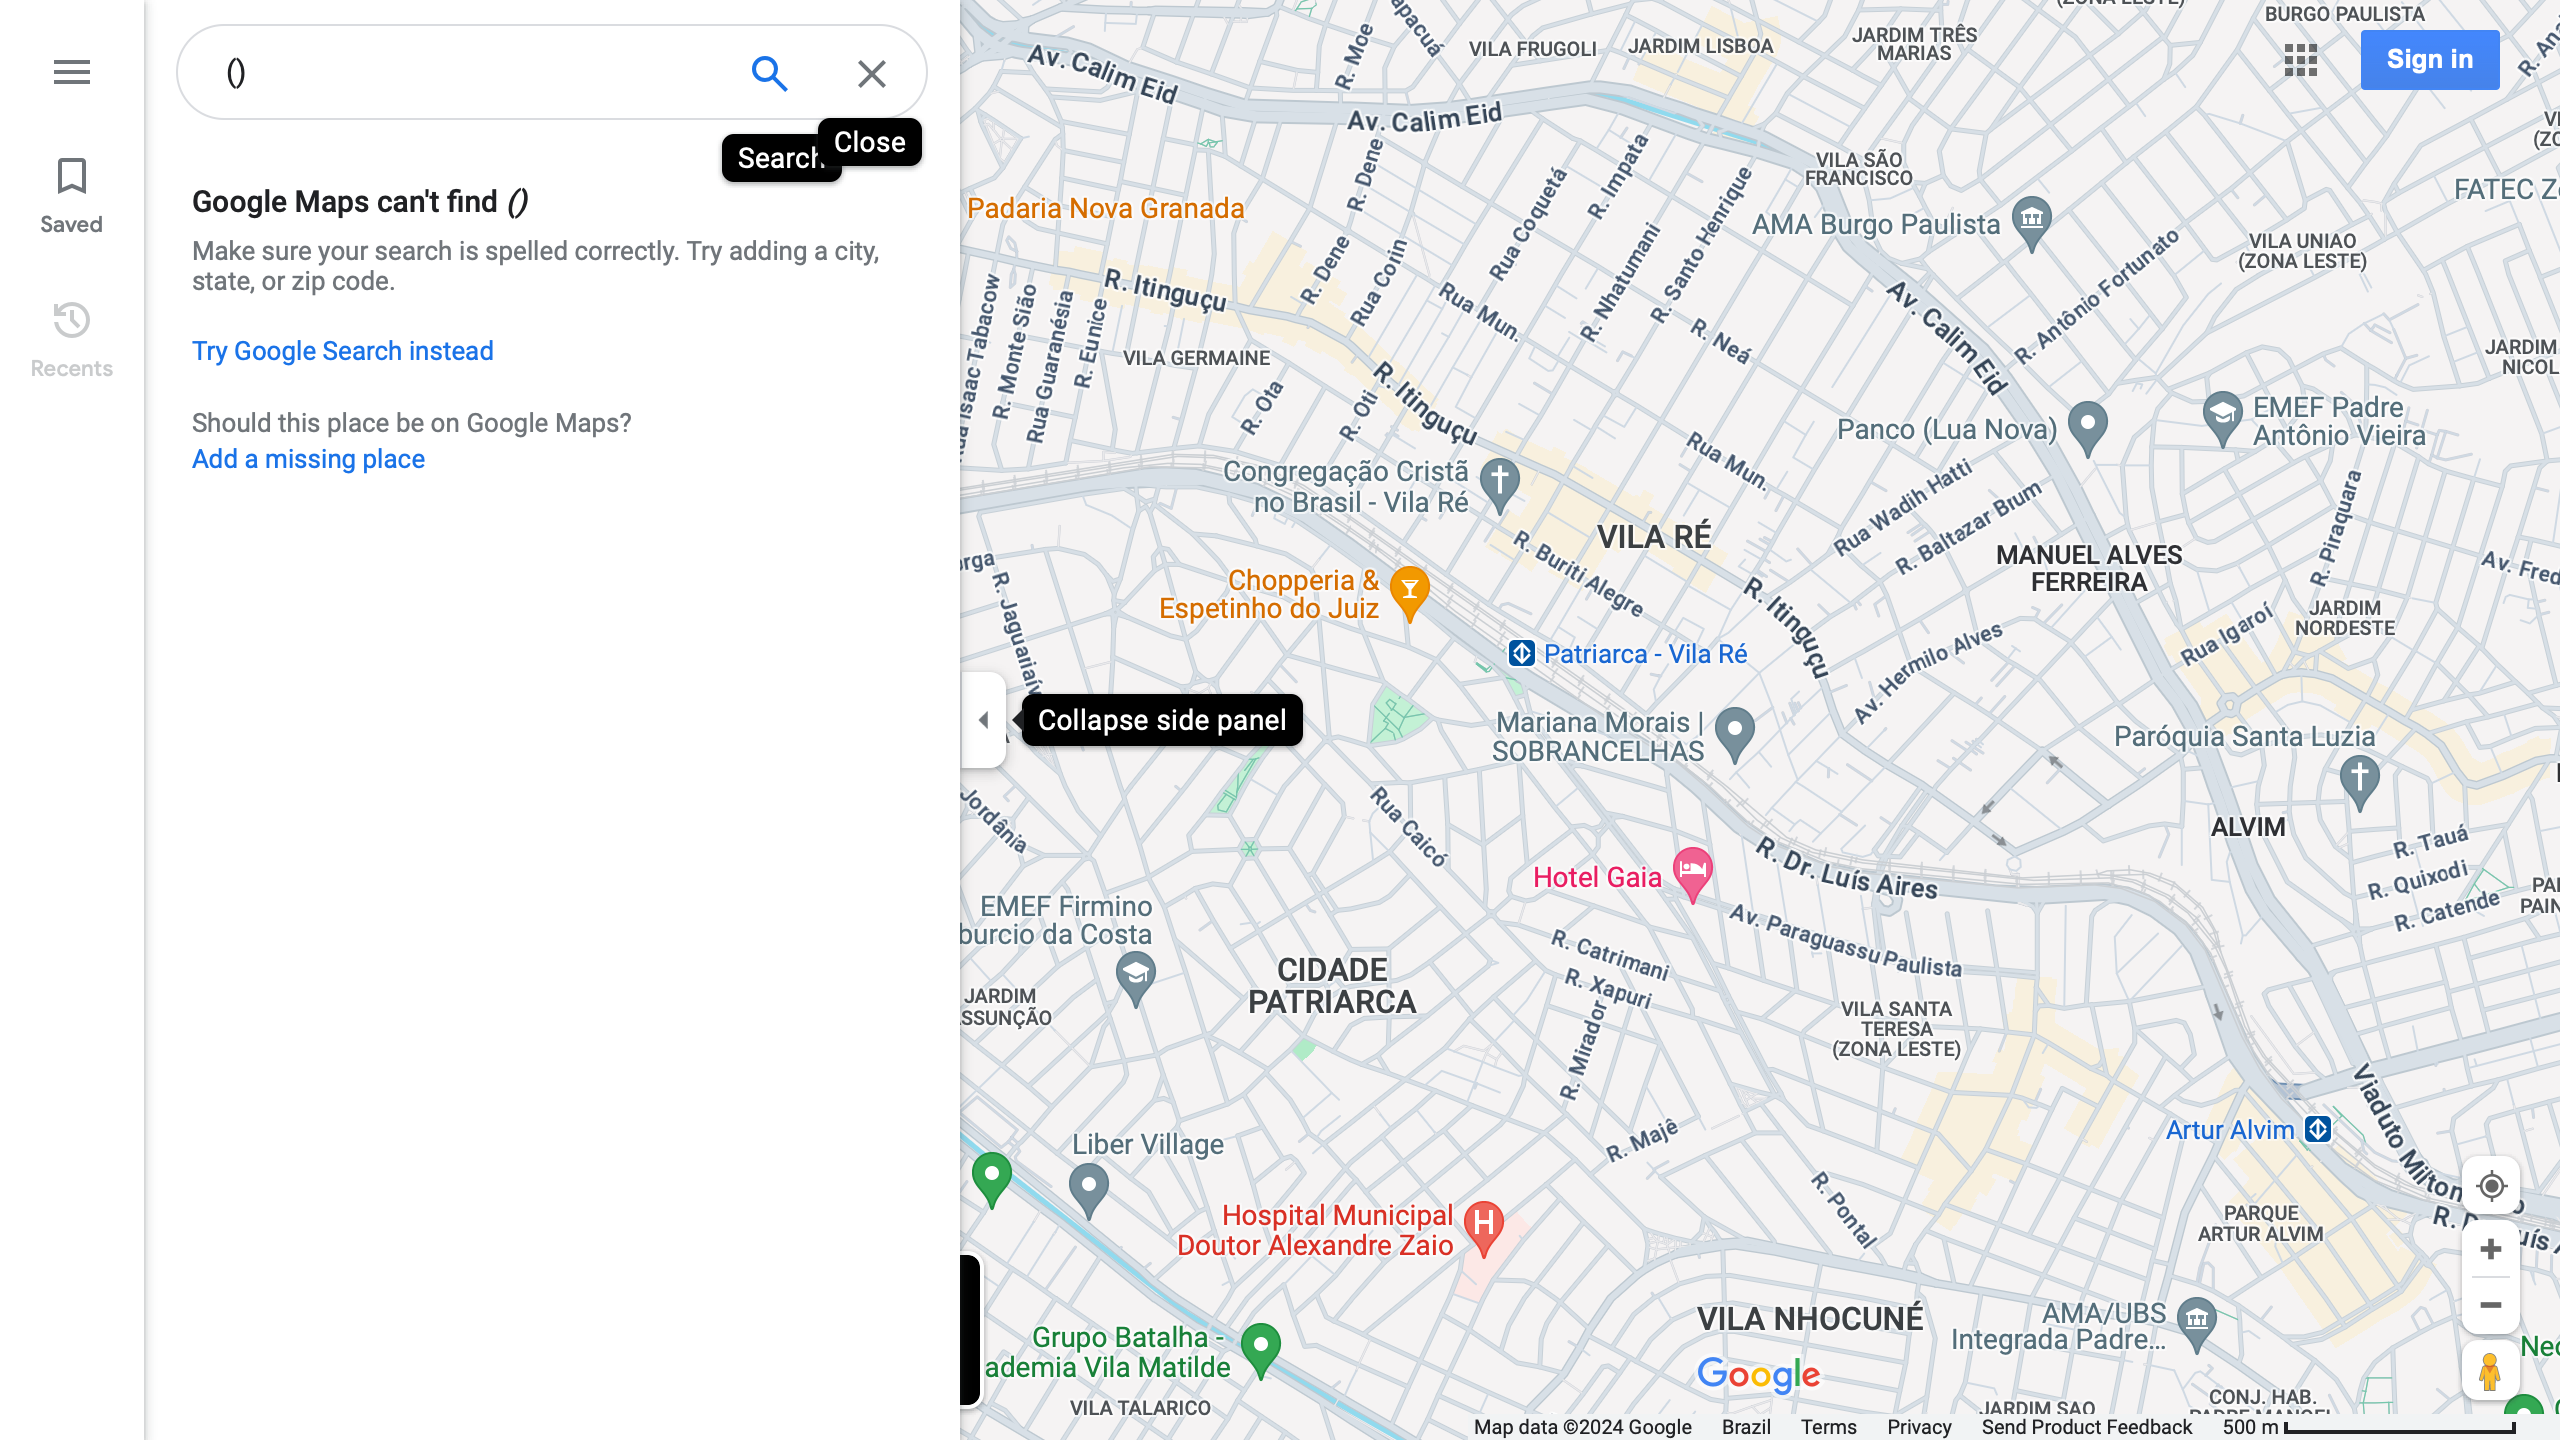 ()
Search
Close
Saved
Recents
Google Maps can't find ()
Make sure your search is spelled correctly. Try adding a city,
state, or zip code.
Try Google Search instead
Should this place be on Google Maps?
Add a missing place
Collapse side panel
Sign in
BURGO PAULISTA
VILA FRUGOLI
JARDIM LISBOA
JARDIM TRÊS
MARIAS
Av. Calim Eid
R. Moe
Av. Calim Eid
VILA SÃO
FRANCISCO
R. Dene
R. Impata
Rua Coquetá
R. Santo Henrique
Padaria Nova Granada
AMA Burgo Paulista
VILA UNIAO
(ZONA LESTE)
R. Itinguçu
R. Dene
Rua Corin
R. Nhatumani
Rua Mun.
R. Neá
Av. Calim Eid
R. Antônio Fortunato
R. Monte Sião
Rua Guaranésia
R. Eunice
VILA GERMAINE
R. Ota
R. Oti
R. Itinguçu
Rua Mun.
Panco (Lua Nova)
EMEF Padre
Antônio Vieira
Congregação Cristã
no Brasil - Vila Ré
VILA RÉ
Rua Wadih Hatti
R. Baltazar Brum
R. Piraquara
MANUEL ALVES
FERREIRA
R. Buriti Alegre
Chopperia &
Espetinho do Juiz
R. Itinguçu
JARDIM
NORDESTE
Rua Igaroí
Av. Hermilo Alves
Patriarca - Vila Ré
Mariana Morais |
SOBRANCELHAS
Paróquia Santa Luzia
Jordânia
Rua Caicó
ALVIM
R. Tauá
R. Quixodi
R. Catende
R. Dr. Luís Aires
Hotel Gaia
Av. Paraguassu Paulista
EMEF Firmino
burcio da Costa
R. Catrimani
R. Xapuri
R. Mirador
CIDADE
PATRIARCA
JARDIM
VILA SANTA
TERESA
(ZONA LESTE)
R. Majê
Artur Alvim
Liber Village
R. Pontal
PARQUE
ARTUR ALVIM
Hospital Municipal
Doutor Alexandre Zaio
VILA NHOCUNÉ
AMA/UBS
Integrada Padre...
Grupo Batalha -
ademia Vila Matilde
VILA TALARICO
Google
CONJ. HAB.
Map data ©2024 Google
Brazil
Terms
Privacy
Send Product Feedback
500 m